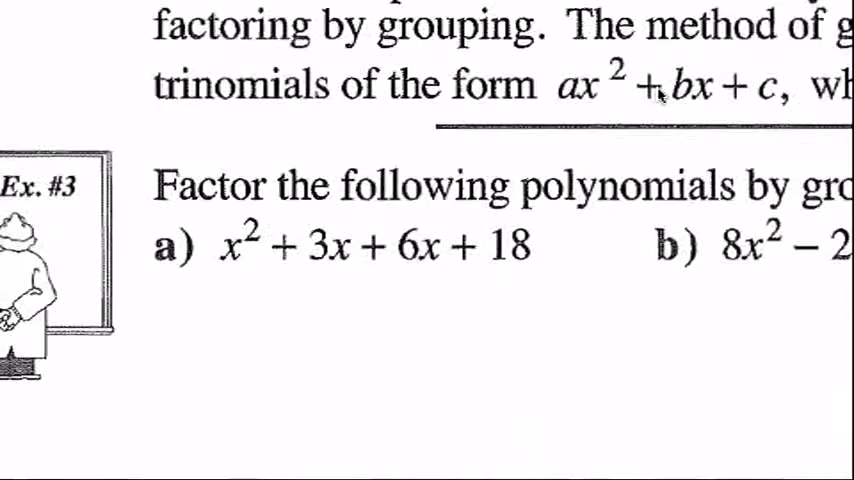 factoring by grouping. The method of
trinomials of the form ax² + bx + c,
Ex. #3
Factor the following polynomials by
a) x² + 3x + 6x + 18 b) 8x² − 2